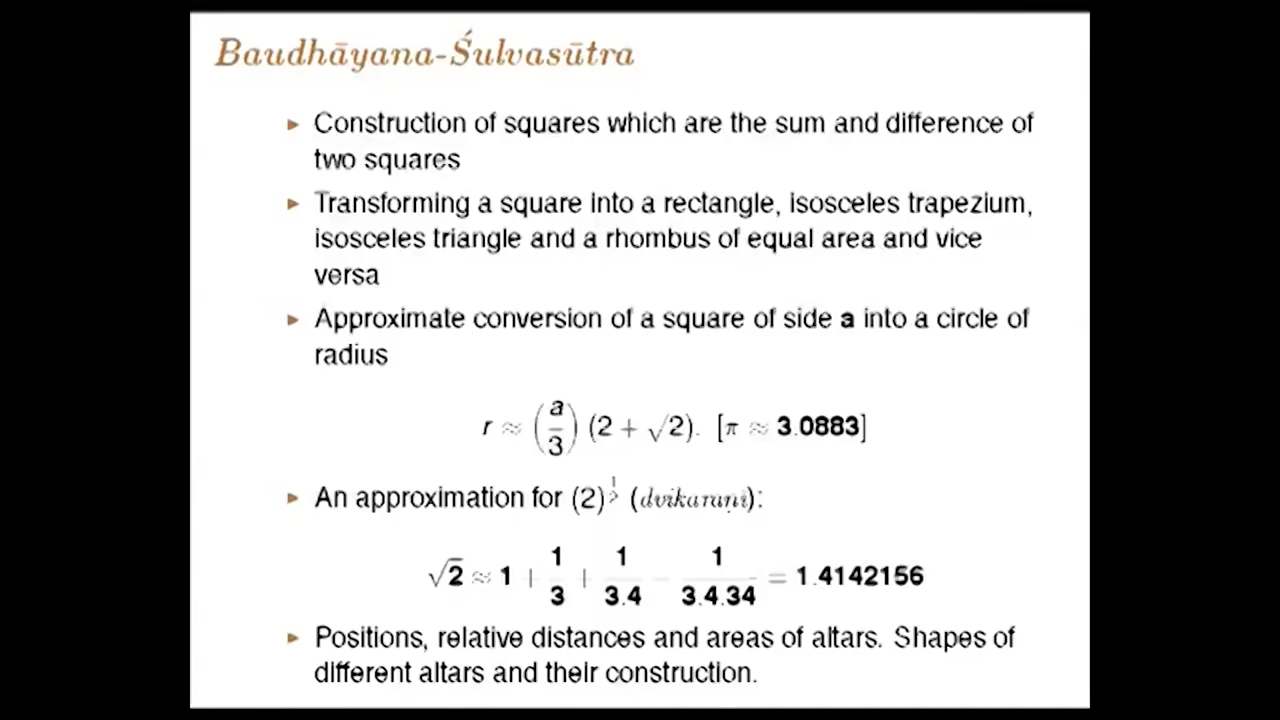 Baudhāyana-Śulvasūtra
▸ Construction of squares which are the sum and difference of
two squares
▸ Transforming a square into a rectangle, isosceles trapezium,
isosceles triangle and a rhombus of equal area and vice
versa
▸ Approximate conversion of a square of side a into a circle of
radius
r ≈ (a/3) (2 + √2). [π ≈ 3.0883]
▸ An approximation for (2)^{1/2} (dvikaraṇī):
√2 ≈ 1 + 1/3 + 1/3.4 − 1/3.4.34 = 1.4142156
▸ Positions, relative distances and areas of altars. Shapes of
different altars and their construction.